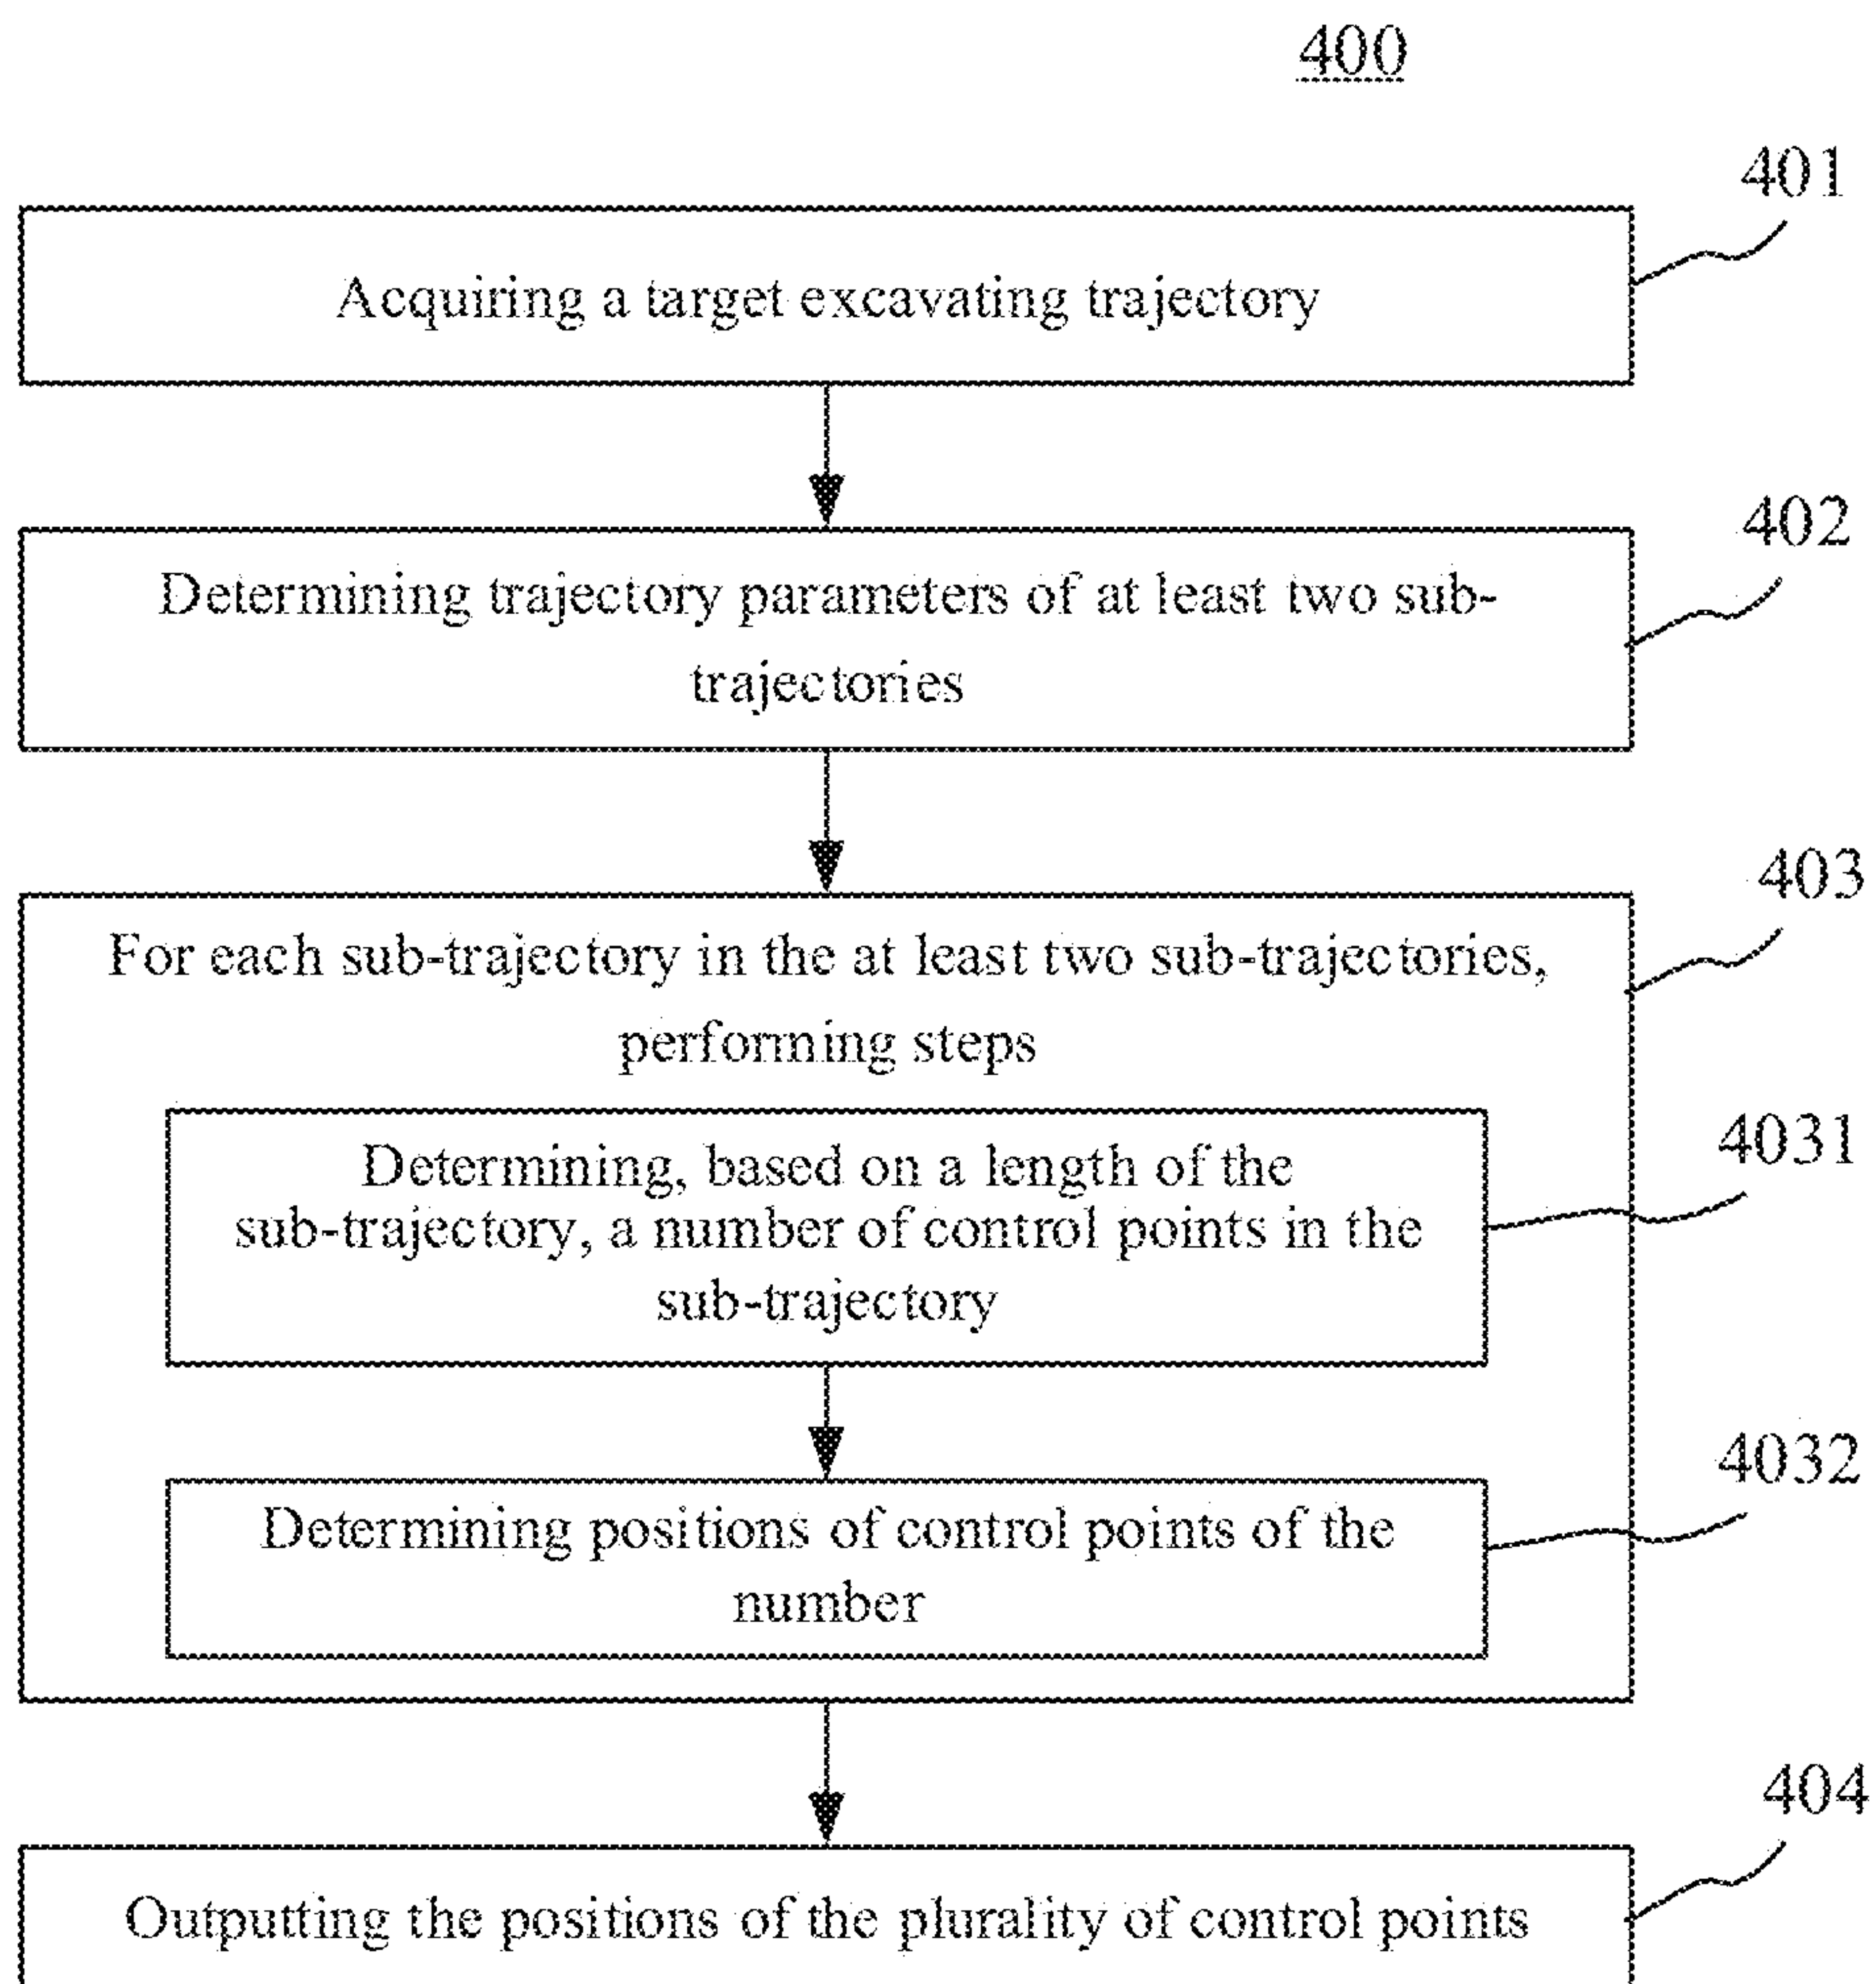 400
401
Acquiring a target excavating trajectory
402
Determining trajectory parameters of at least two sub-
trajectories
403
For each sub-trajectory in the at least two sub-trajectories,
performing steps
4031
Determining, based on a length of the
sub-trajectory, a number of control points in the
sub-trajectory
4032
Determining positions of control points of the
number
404
Outputting the positions of the plurality of control points